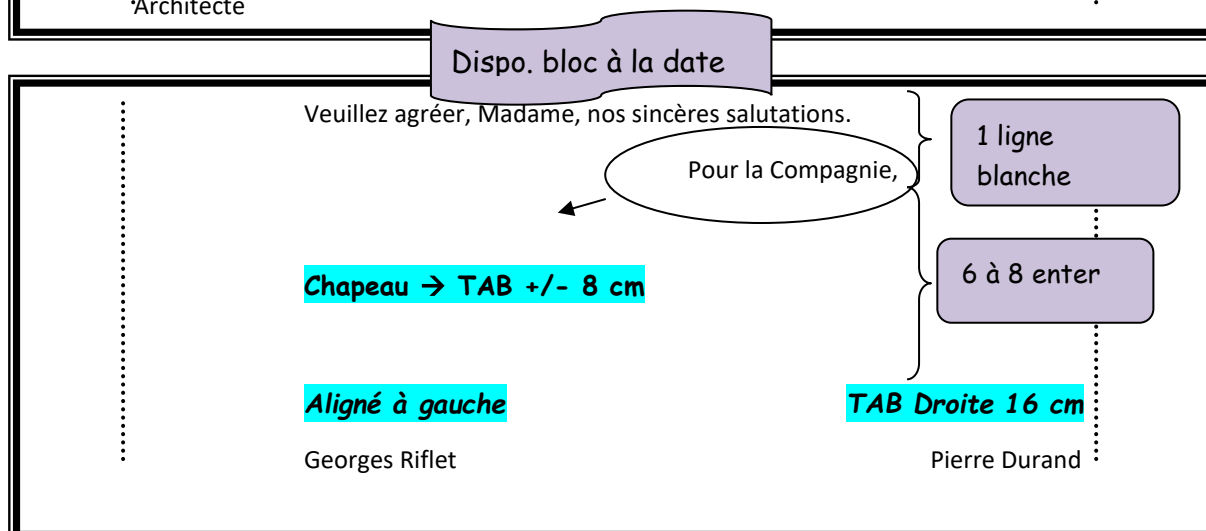 Architecte
Dispo. bloc à la date
Veuillez agréer, Madame, nos sincères salutations.
1 ligne
blanche
Pour la Compagnie,
Chapeau → TAB +/- 8 cm
6 à 8 enter
Aligné à gauche TAB Droite 16 cm
Georges Riflet Pierre Durand